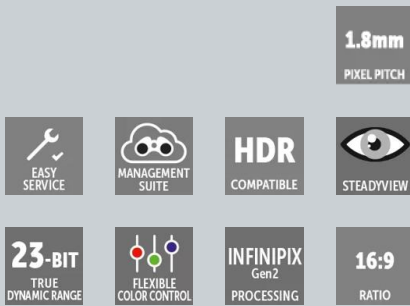 1.8mm
PIXEL PITCH
EASY
SERVICE
MANAGEMENT
SUITE
HDR
COMPATIBLE
STEADYVIEW
23-BIT
TRUE
DYNAMIC RANGE
FLEXIBLE
COLOR CONTROL
INFINIPIX
Gen2
PROCESSING
16:9
RATIO